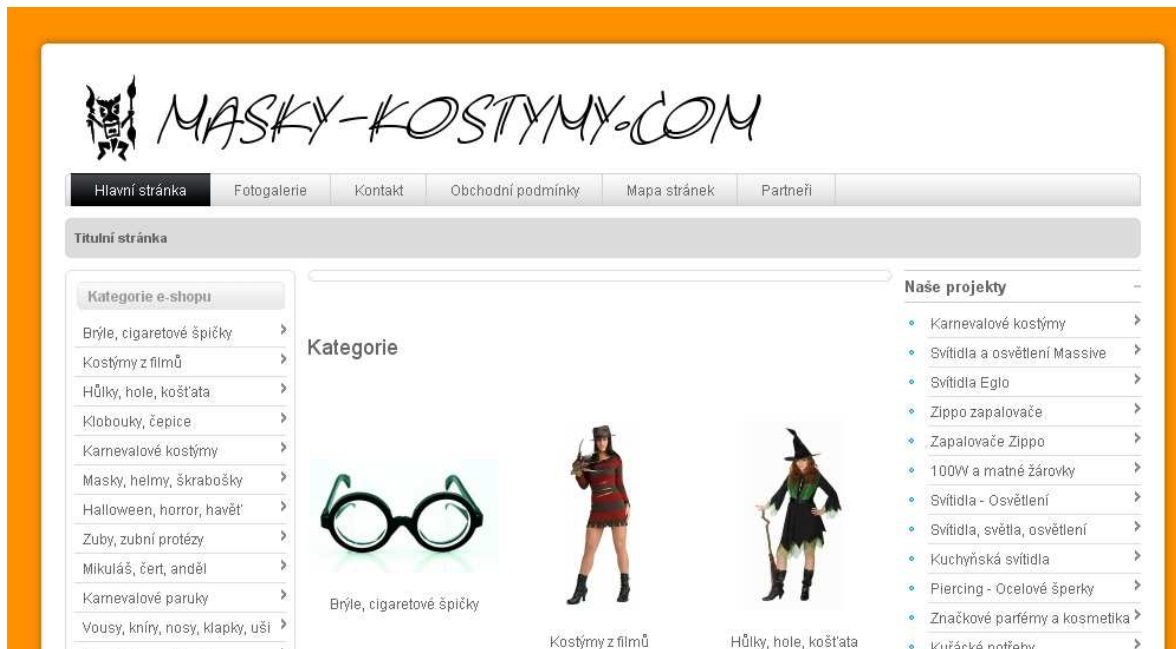 MASKY-KOSTYMY.COM
Hlavní stránka Fotogalerie Kontakt Obchodní podmínky Mapa stránek Partneři
Titulní stránka
Kategorie e-shopu
Brýle, cigaretové špičky
Kostýmy z filmů
Hůlky, hole, košťata
Klobouky, čepice
Karnevalové kostýmy
Masky, helmy, škrabošky
Halloween, horror, havěť
Zuby, zubní protézy
Mikuláš, čert, anděl
Karnevalové paruky
Vousy, kníry, nosy, klapky, uši
Kategorie
Brýle, cigaretové špičky
Kostýmy z filmů
Hůlky, hole, košťata
Naše projekty
Karnevalové kostýmy
Svítidla a osvětlení Massive
Svítidla Eglo
Zippo zapalovače
Zapalovače Zippo
100W a matné žárovky
Svítidla - Osvětlení
Svítidla, světla, osvětlení
Kuchyňská svítidla
Piercing - Ocelové šperky
Značkové parfémy a kosmetika
Kuřácké potřeby